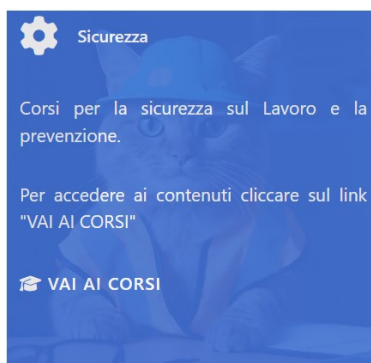 Sicurezza
Corsi per la sicurezza sul Lavoro e la
prevenzione.
Per accedere ai contenuti cliccare sul link
"VAI AI CORSI"
VAI AI CORSI